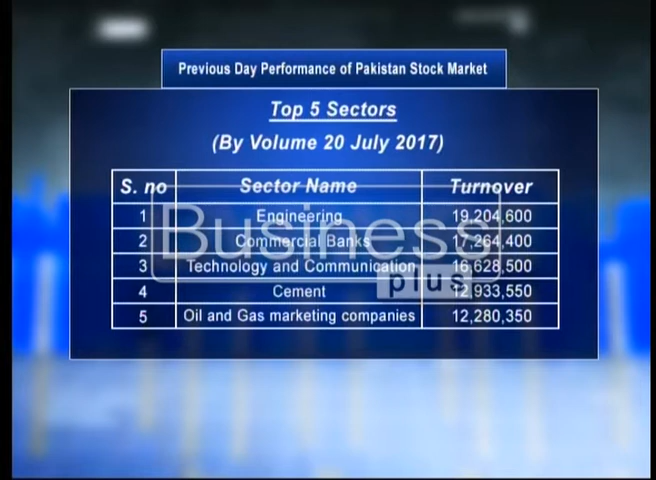 Previous Day Performance of Pakistan Stock Market
Top 5 Sectors
(By Volume 20 July 2017)
S. no Sector Name Turnover
1 Engineering 19,204,600
2 Commercial Banks 17,264,400
3 Technology and Communication 16,628,500
4 Cement 12,933,550
5 Oil and Gas marketing companies 12,280,350
Business
plus